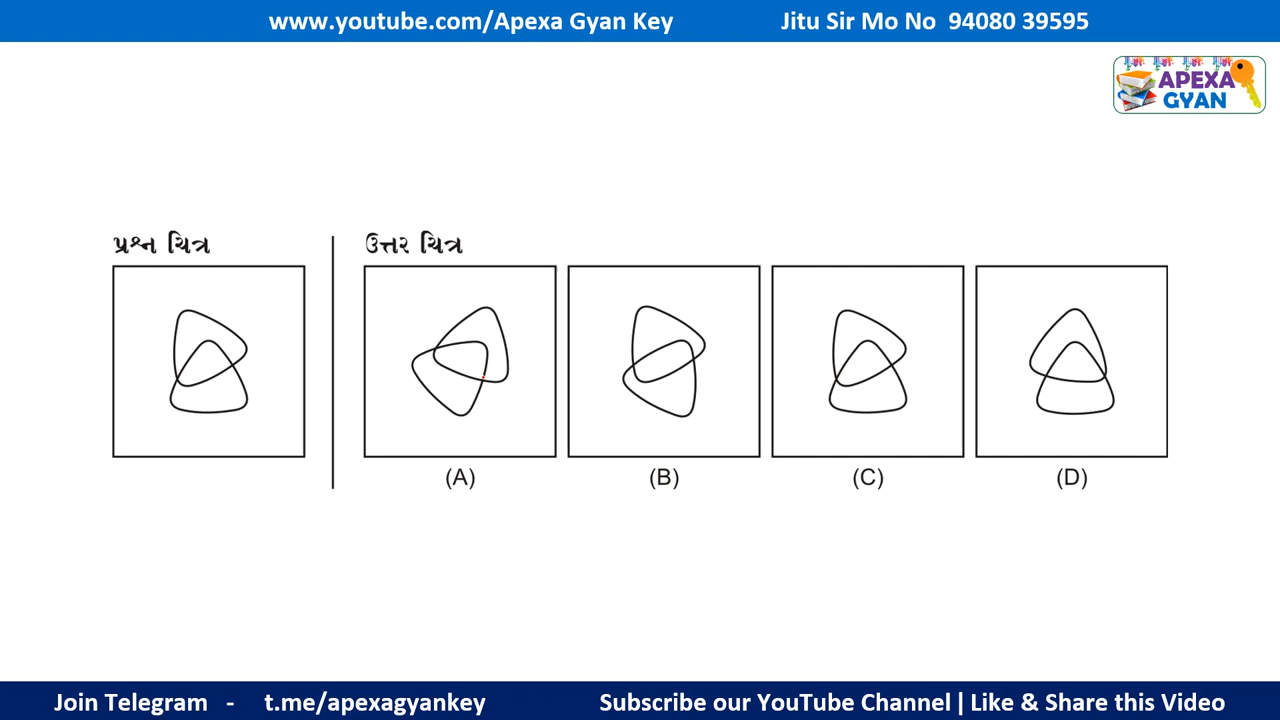 www.youtube.com/Apexa Gyan Key Jitu Sir Mo No 94080 39595
APEXA
GYAN
પ્રશ્ન ચિત્ર ઉત્તર ચિત્ર
(A) (B) (C) (D)
Join Telegram - t.me/apexagyankey Subscribe our YouTube Channel | Like & Share this Video